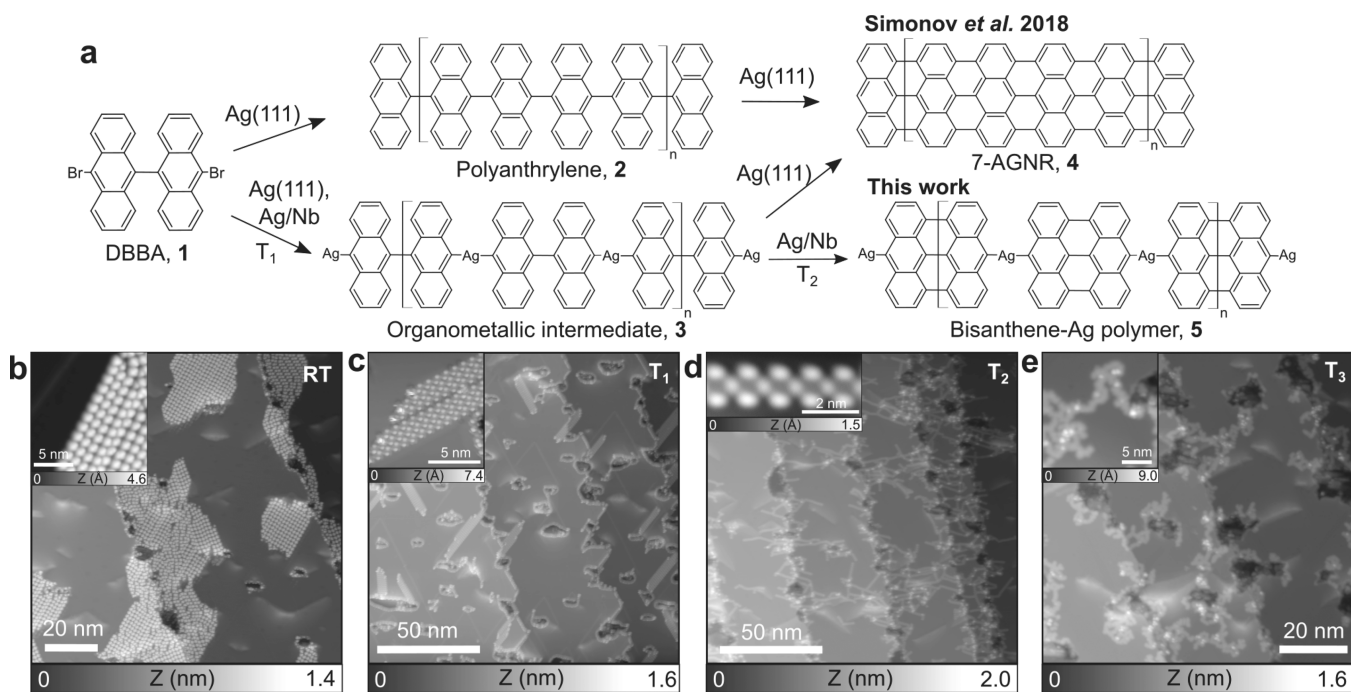 a
Simonov et al. 2018
Ag(111)
Ag(111)
n
n
Polyanthrylene, 2
7-AGNR, 4
Br
Br
DBBA, 1
Ag(111),
Ag/Nb
T1
Ag(111)
This work
Ag
Ag
Ag
Ag
Ag
n
Organometallic intermediate, 3
Ag/Nb
T2
Ag
Ag
Ag
Ag
n
Bisanthene-Ag polymer, 5
b
RT
5 nm
0 Z (Å) 4.6
20 nm
0 Z (nm) 1.4
c
T1
5 nm
0 Z (Å) 7.4
50 nm
0 Z (nm) 1.6
d
T2
2 nm
0 Z (Å) 1.5
50 nm
0 Z (nm) 2.0
e
T3
5 nm
0 Z (Å) 9.0
20 nm
0 Z (nm) 1.6